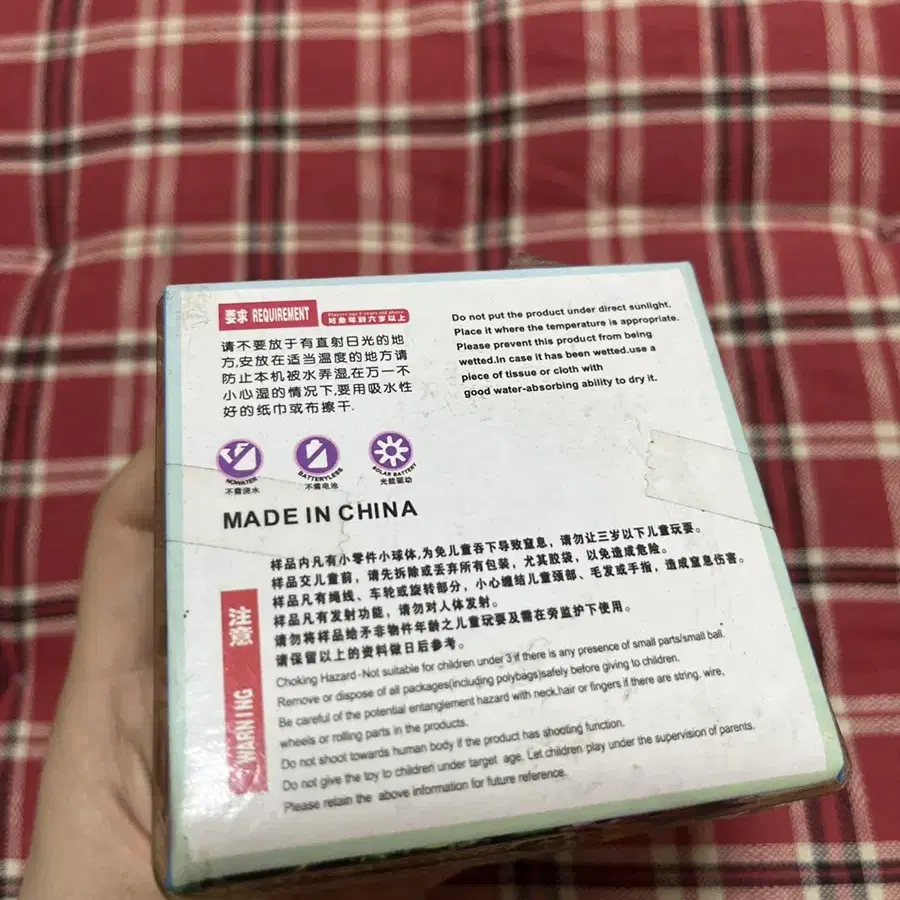 要求 REQUIREMENT
Players age 6 years and above
对象年龄六岁以上
请不要放于有直射日光的地
方,安放在适当温度的地方请
防止本机被水弄湿,在万一不
小心湿的情况下,要用吸水性
好的纸巾或布擦干.
Do not put the product under direct sunlight.
Place it where the temperature is appropriate.
Please prevent this product from being
wetted.In case it has been wetted.use a
piece of tissue or cloth with
good water-absorbing ability to dry it.
NOWATER
不需浇水
BATTERYLESS
不需电池
SOLAR BATTERY
光能驱动
MADE IN CHINA
注意
WARNING
样品内凡有小零件小球体,为免儿童吞下导致窒息，请勿让三岁以下儿童玩耍。
样品交儿童前，请先拆除或丢弃所有包装，尤其胶袋，以免造成危险。
样品凡有绳线、车轮或旋转部分，小心缠结儿童颈部、毛发或手指，造成窒息伤害。
样品凡有发射功能，请勿对人体发射。
请勿将样品给矛非物件年龄之儿童玩耍及需在旁监护下使用。
请保留以上的资料做日后参考。
Choking Hazard-Not suitable for children under 3 if there is any presence of small parts/small ball.
Remove or dispose of all packages(including polybags)safely before giving to children.
Be careful of the potential entanglement hazard with neck.hair or fingers if there are string, wire,
wheels or rolling parts in the products.
Do not shoot towards human body if the product has shooting function.
Do not give the toy to children under target age. Let children play under the supervision of parents.
Please retain the above information for future reference.